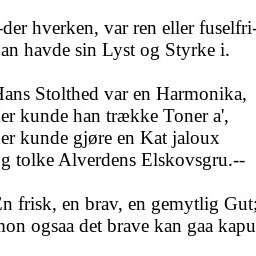 -der hverken, var ren eller fuselfri-
an havde sin Lyst og Styrke i.
Hans Stolthed var en Harmonika,
er kunde han trække Toner a',
er kunde gjøre en Kat jaloux
g tolke Alverdens Elskovsgru.--
En frisk, en brav, en gemytlig Gut;
mon ogsaa det brave kan gaa kapu